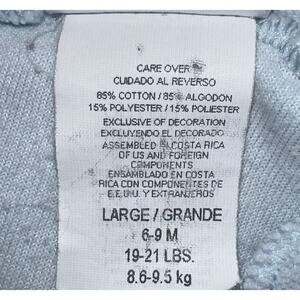 CARE OVER
CUIDADO AL REVERSO
85% COTTON / 85% ALGODON
15% POLYESTER / 15% POLIESTER
EXCLUSIVE OF DECORATION
EXCLUYENDO EL DECORADO
ASSEMBLED IN COSTA RICA
OF US AND FOREIGN
COMPONENTS
ENSAMBLADO EN COSTA
RICA CON COMPONENTES DE
E.E.U.U. Y EXTRANJEROS
LARGE / GRANDE
6-9 M
19-21 LBS.
8.6-9.5 kg